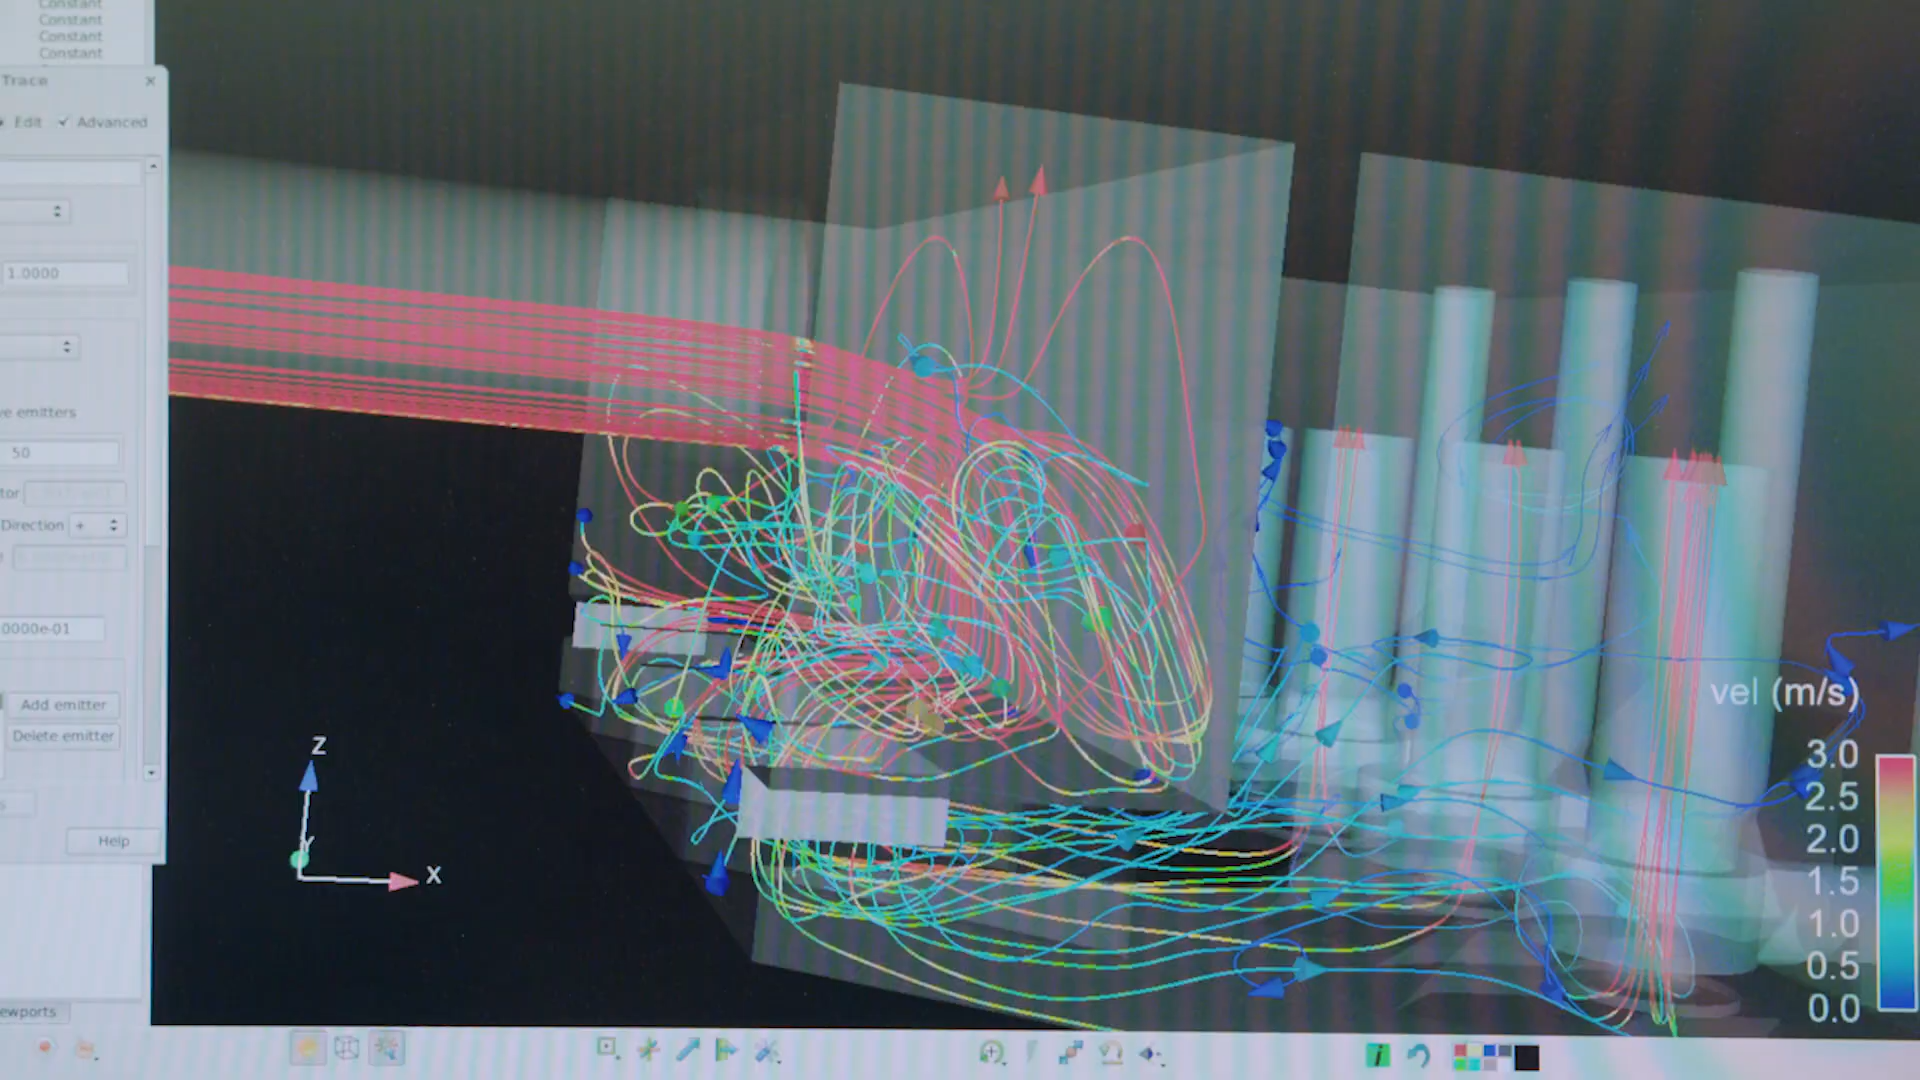 Constant
Constant
Constant
Constant
Trace
Edit
Advanced
1.0000
ve emitters
50
tor
Direction +
0000e-01
Add emitter
Delete emitter
s
Help
ewports
Z
Y
X
vel (m/s)
3.0
2.5
2.0
1.5
1.0
0.5
0.0
i